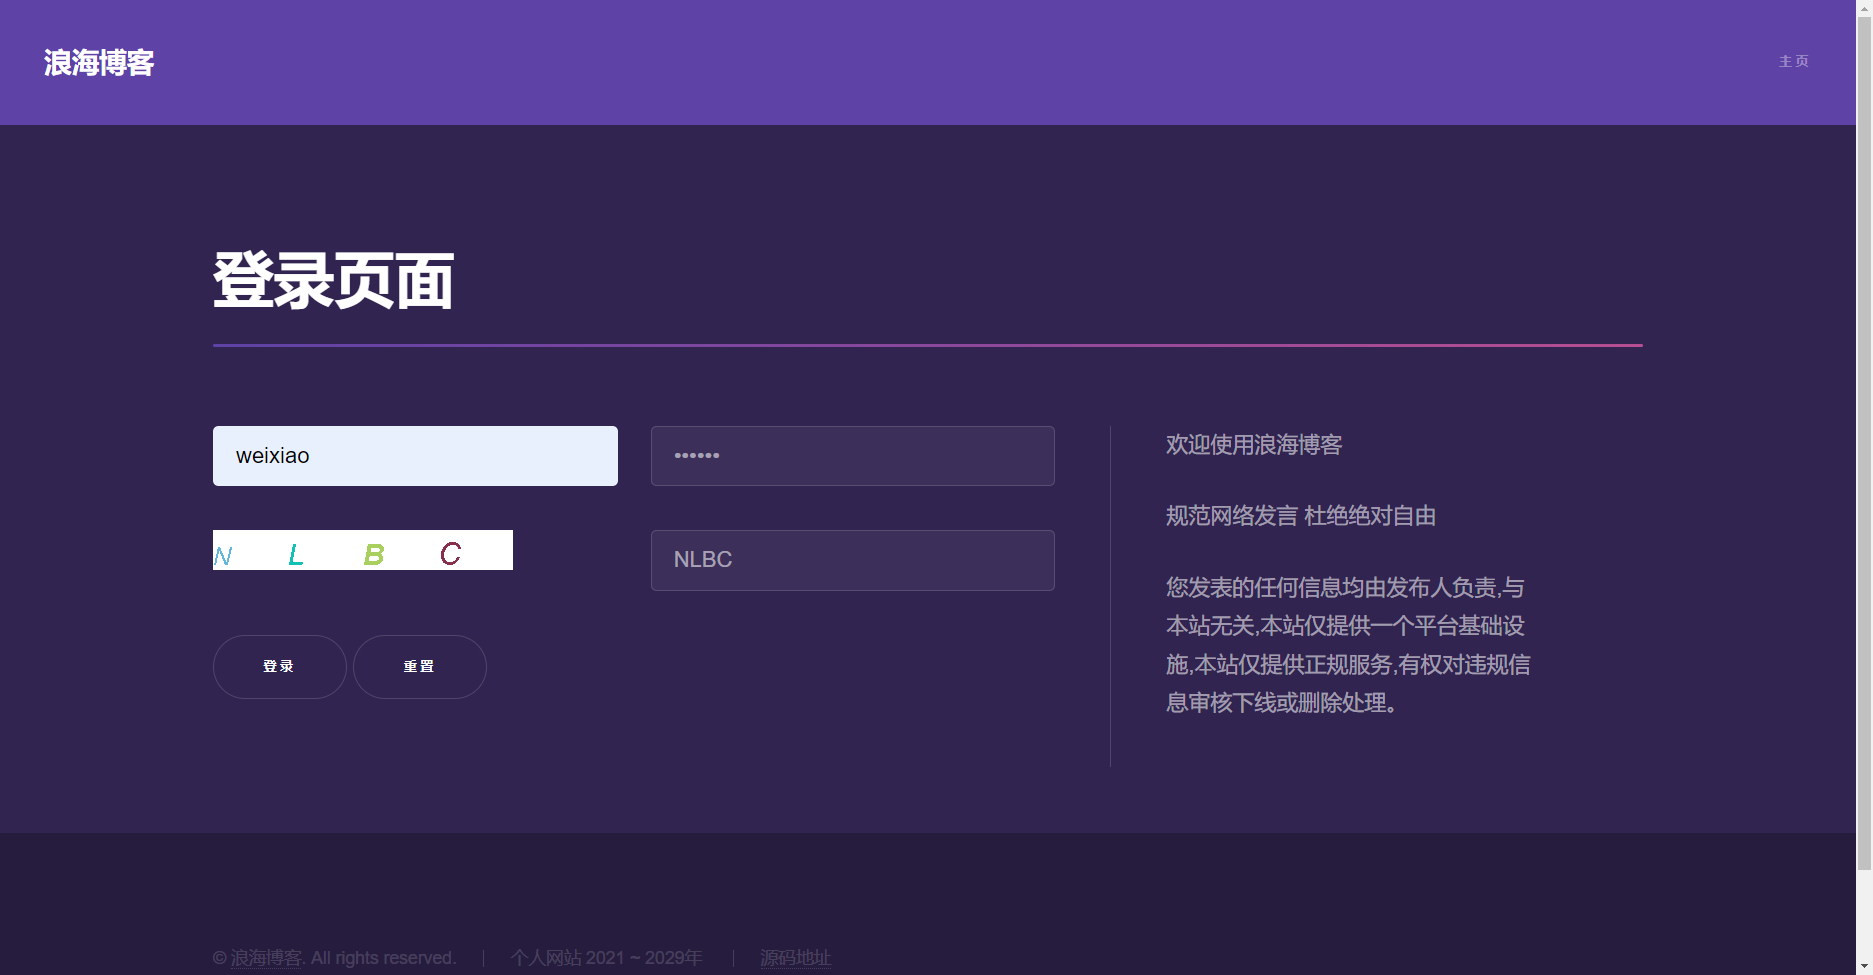 浪海博客
主页
登录页面
weixiao
••••••
N L B C
NLBC
登录
重置
欢迎使用浪海博客
规范网络发言 杜绝绝对自由
您发表的任何信息均由发布人负责,与
本站无关,本站仅提供一个平台基础设
施,本站仅提供正规服务,有权对违规信
息审核下线或删除处理。
© 浪海博客. All rights reserved.
个人网站 2021 ~ 2029年
源码地址